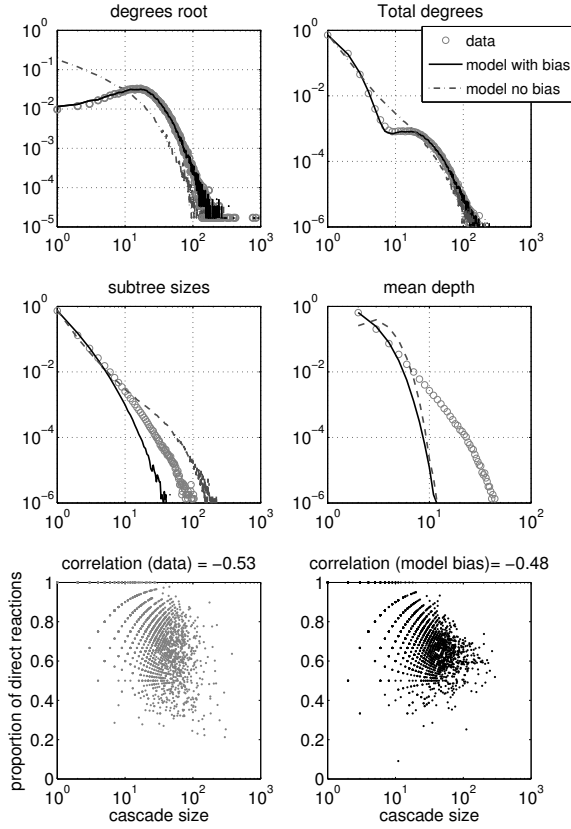 degrees root
Total degrees
10^0
10^-1
10^-2
10^-3
10^-4
10^-5
10^0 10^1 10^2 10^3
10^0
10^-2
10^-4
10^-6
10^0 10^1 10^2 10^3
data
model with bias
model no bias
subtree sizes
mean depth
10^0
10^-2
10^-4
10^-6
10^0 10^1 10^2 10^3
10^0
10^-2
10^-4
10^-6
10^0 10^1 10^2
correlation (data) = −0.53
correlation (model bias)= −0.48
proportion of direct reactions
1
0.8
0.6
0.4
0.2
0
10^0 10^1 10^2 10^3
cascade size
1
0.8
0.6
0.4
0.2
0
10^0 10^1 10^2 10^3
cascade size